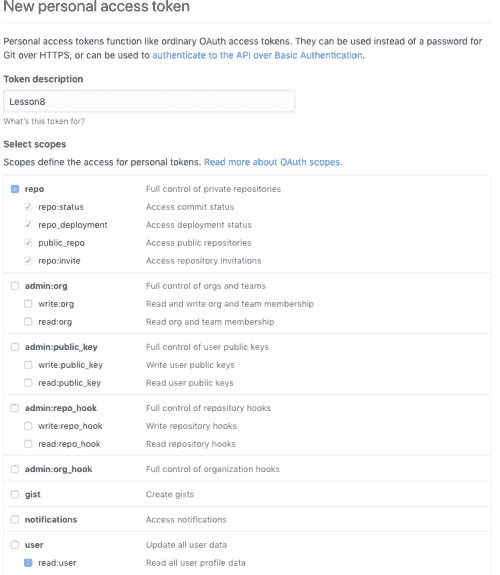 New personal access token
Personal access tokens function like ordinary OAuth access tokens. They can be used instead of a password for
Git over HTTPS, or can be used to authenticate to the API over Basic Authentication.
Token description
Lesson8
What's this token for?
Select scopes
Scopes define the access for personal tokens. Read more about OAuth scopes.
repo Full control of private repositories
repo:status Access commit status
repo_deployment Access deployment status
public_repo Access public repositories
repo:invite Access repository invitations
admin:org Full control of orgs and teams
write:org Read and write org and team membership
read:org Read org and team membership
admin:public_key Full control of user public keys
write:public_key Write user public keys
read:public_key Read user public keys
admin:repo_hook Full control of repository hooks
write:repo_hook Write repository hooks
read:repo_hook Read repository hooks
admin:org_hook Full control of organization hooks
gist Create gists
notifications Access notifications
user Update all user data
read:user Read all user profile data